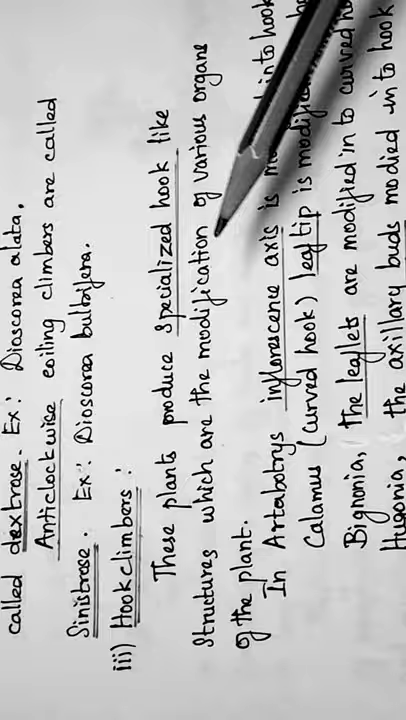 called dextrose. Ex: Dioscorea alata.
Anticlockwise coiling climbers are called
Sinistrose. Ex: Dioscorea bulbifera.
iii) Hook climbers :
These plants produce specialized hook like
structures which are the modification of various organs
of the plant.
In Artabotrys inflorescence axis is into hook
Calamus (curved hook) leaf tip is
Bignonia, the leaflets are modified in to curved
Hugonia, the axillary buds modied in to hook